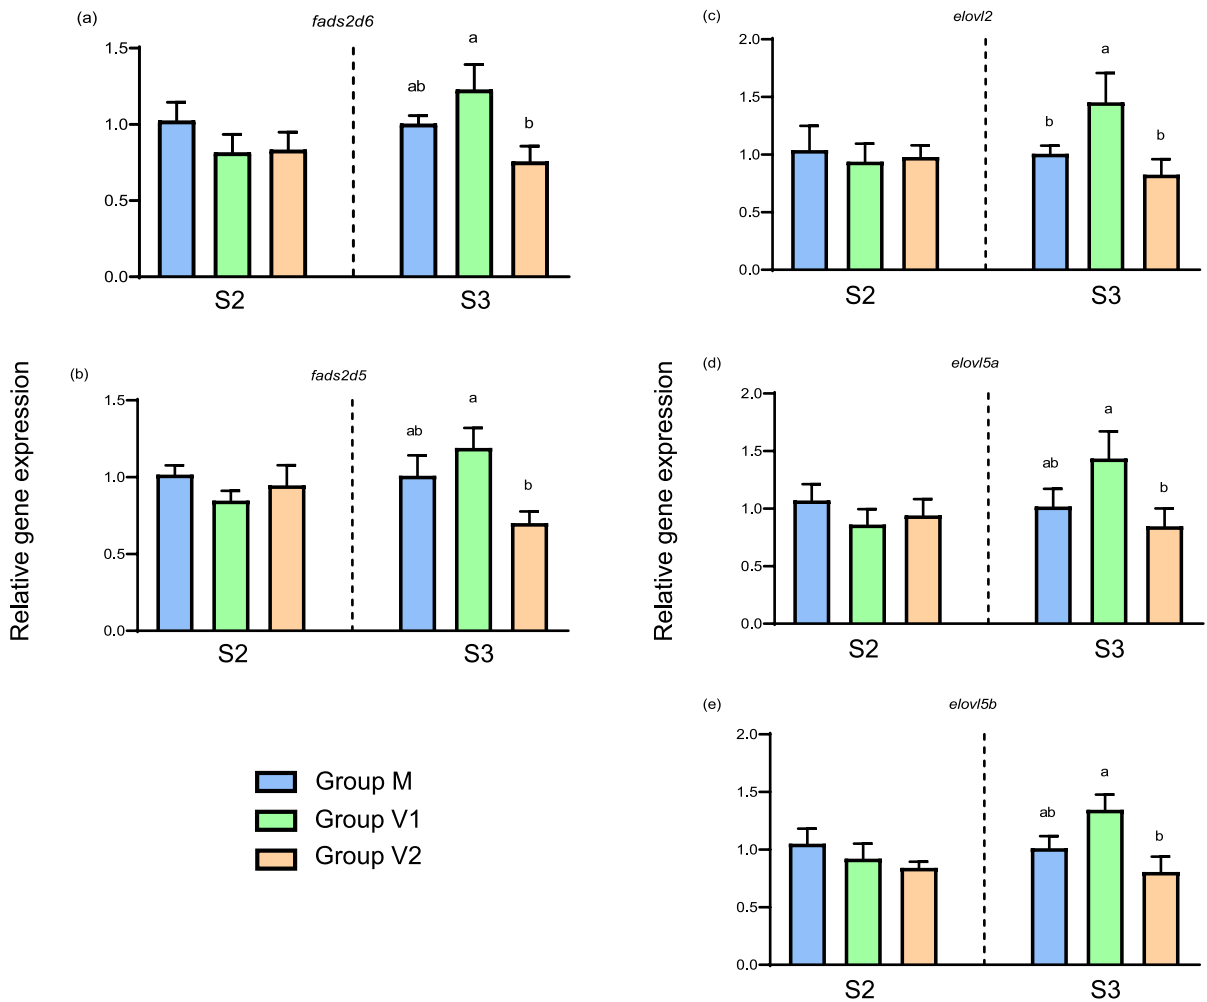 (a)
fads2d6
1.5
1.0
0.5
0.0
ab
a
b
S2
S3
(b)
fads2d5
1.5
1.0
0.5
0.0
ab
a
b
S2
S3
Relative gene expression
Group M
Group V1
Group V2
(c)
elovl2
2.0
1.5
1.0
0.5
0.0
b
a
b
S2
S3
(d)
elovl5a
2.0
1.5
1.0
0.5
0.0
ab
a
b
S2
S3
Relative gene expression
(e)
elovl5b
2.0
1.5
1.0
0.5
0.0
ab
a
b
S2
S3